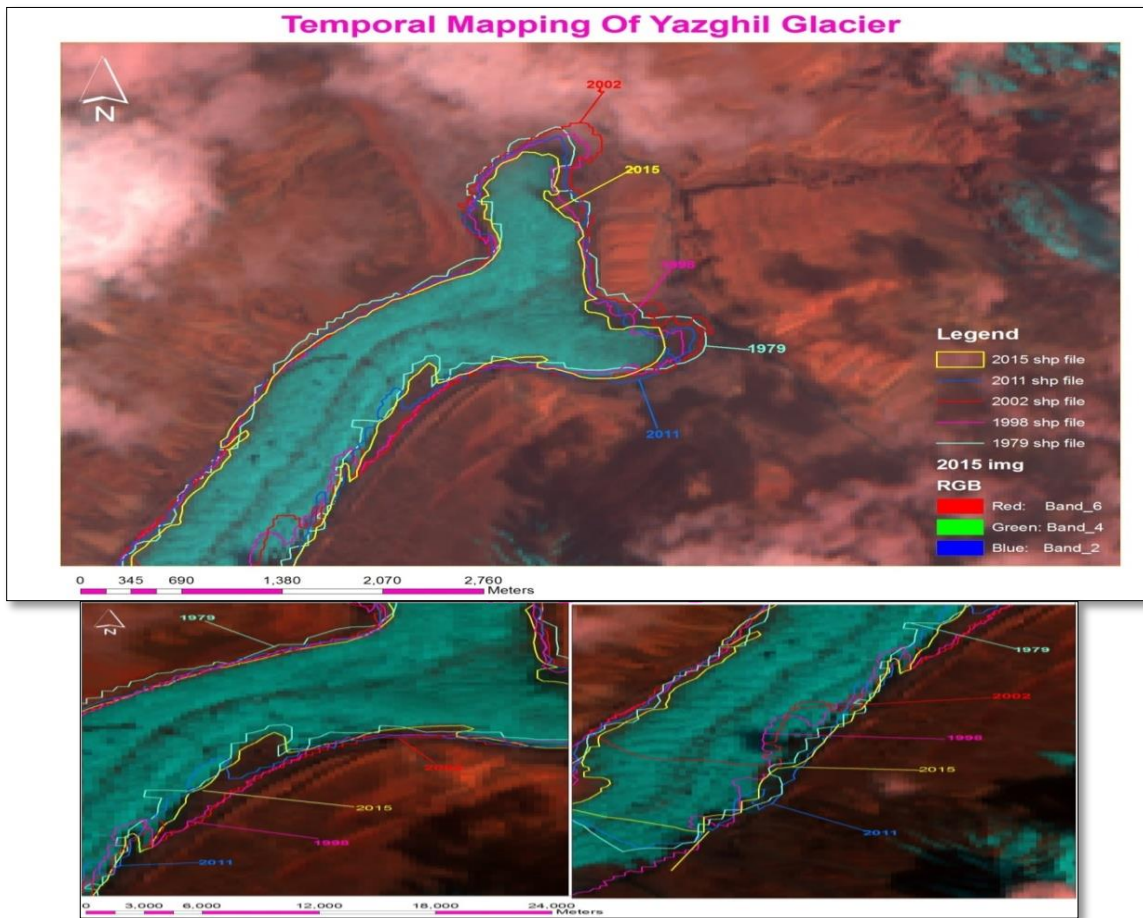 Temporal Mapping Of Yazghil Glacier
N
2002
2015
1998
1979
2011
Legend
2015 shp file
2011 shp file
2002 shp file
1998 shp file
1979 shp file
2015 img
RGB
Red: Band_6
Green: Band_4
Blue: Band_2
0 345 690 1,380 2,070 2,760
Meters
N
1979
2015
1998
2011
0 3,000 6,000 12,000 18,000 24,000
Meters
1979
2002
1998
2015
2011